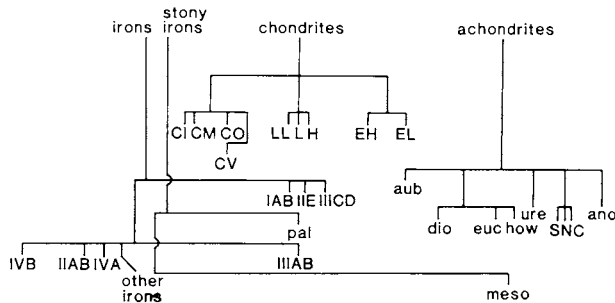 irons stony irons chondrites achondrites
CI CM CO LL L H EH EL
CV
aub
IAB IIE IIICD
ure ano
dio euc how SNC
pal
IVB IIAB IVA IIIAB
other irons
meso